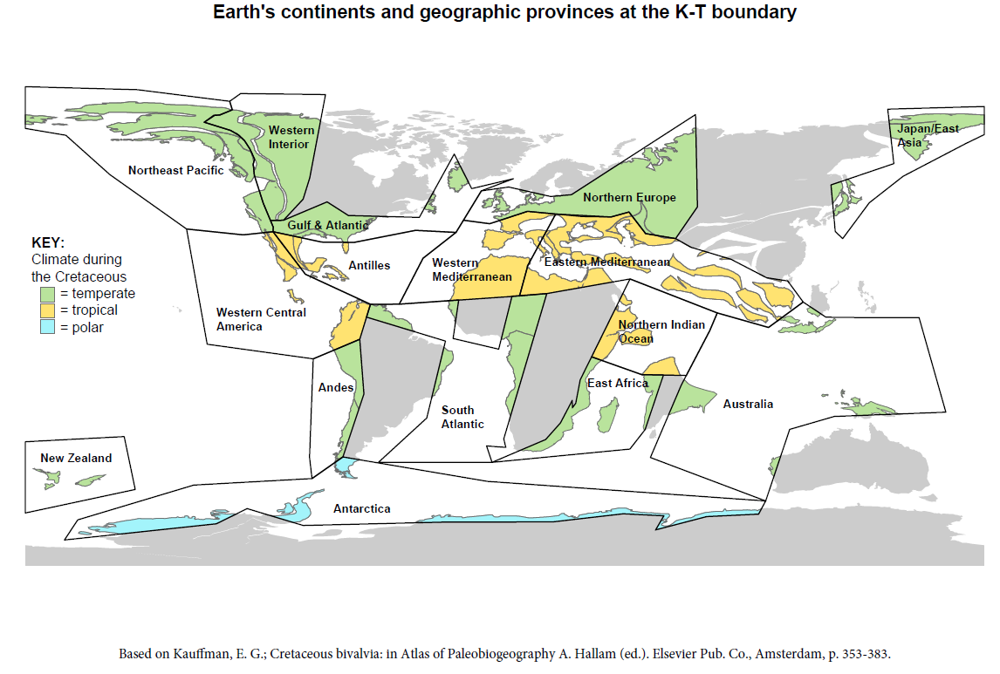 Earth's continents and geographic provinces at the K-T boundary
Western
Interior
Japan/East
Asia
Northeast Pacific
Northern Europe
Gulf & Atlantic
KEY:
Climate during
the Cretaceous
= temperate
= tropical
= polar
Antilles
Western
Mediterranean
Eastern Mediterranean
Western Central
America
Northern Indian
Ocean
Andes
East Africa
Australia
South
Atlantic
New Zealand
Antarctica
Based on Kauffman, E. G.; Cretaceous bivalvia: in Atlas of Paleobiogeography A. Hallam (ed.). Elsevier Pub. Co., Amsterdam, p. 353-383.